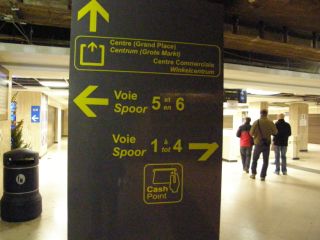 Centre (Grand Place)
Centrum (Grote Markt)
Centre Commerciale
Winkelcentrum
Voie 5 et 6
Spoor en
Voie 1 à 4
Spoor tot
Cash
Point